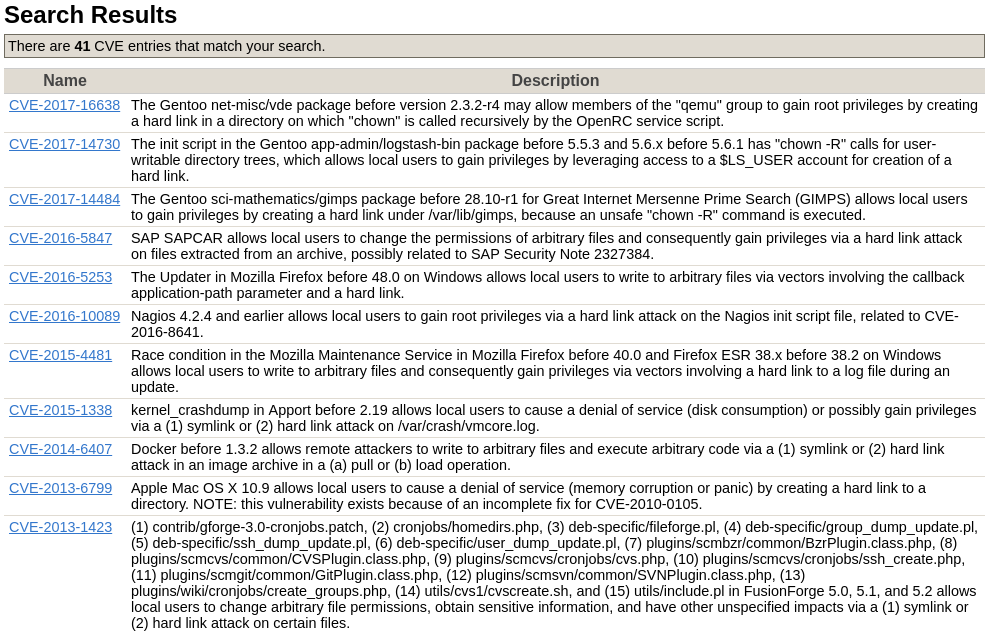 Search Results
There are 41 CVE entries that match your search.
Name Description
CVE-2017-16638 The Gentoo net-misc/vde package before version 2.3.2-r4 may allow members of the "qemu" group to gain root privileges by creating
a hard link in a directory on which "chown" is called recursively by the OpenRC service script.
CVE-2017-14730 The init script in the Gentoo app-admin/logstash-bin package before 5.5.3 and 5.6.x before 5.6.1 has "chown -R" calls for user-
writable directory trees, which allows local users to gain privileges by leveraging access to a $LS_USER account for creation of a
hard link.
CVE-2017-14484 The Gentoo sci-mathematics/gimps package before 28.10-r1 for Great Internet Mersenne Prime Search (GIMPS) allows local users
to gain privileges by creating a hard link under /var/lib/gimps, because an unsafe "chown -R" command is executed.
CVE-2016-5847 SAP SAPCAR allows local users to change the permissions of arbitrary files and consequently gain privileges via a hard link attack
on files extracted from an archive, possibly related to SAP Security Note 2327384.
CVE-2016-5253 The Updater in Mozilla Firefox before 48.0 on Windows allows local users to write to arbitrary files via vectors involving the callback
application-path parameter and a hard link.
CVE-2016-10089 Nagios 4.2.4 and earlier allows local users to gain root privileges via a hard link attack on the Nagios init script file, related to CVE-
2016-8641.
CVE-2015-4481 Race condition in the Mozilla Maintenance Service in Mozilla Firefox before 40.0 and Firefox ESR 38.x before 38.2 on Windows
allows local users to write to arbitrary files and consequently gain privileges via vectors involving a hard link to a log file during an
update.
CVE-2015-1338 kernel_crashdump in Apport before 2.19 allows local users to cause a denial of service (disk consumption) or possibly gain privileges
via a (1) symlink or (2) hard link attack on /var/crash/vmcore.log.
CVE-2014-6407 Docker before 1.3.2 allows remote attackers to write to arbitrary files and execute arbitrary code via a (1) symlink or (2) hard link
attack in an image archive in a (a) pull or (b) load operation.
CVE-2013-6799 Apple Mac OS X 10.9 allows local users to cause a denial of service (memory corruption or panic) by creating a hard link to a
directory. NOTE: this vulnerability exists because of an incomplete fix for CVE-2010-0105.
CVE-2013-1423 (1) contrib/gforge-3.0-cronjobs.patch, (2) cronjobs/homedirs.php, (3) deb-specific/fileforge.pl, (4) deb-specific/group_dump_update.pl,
(5) deb-specific/ssh_dump_update.pl, (6) deb-specific/user_dump_update.pl, (7) plugins/scmbzr/common/BzrPlugin.class.php, (8)
plugins/scmcvs/common/CVSPlugin.class.php, (9) plugins/scmcvs/cronjobs/cvs.php, (10) plugins/scmcvs/cronjobs/ssh_create.php,
(11) plugins/scmgit/common/GitPlugin.class.php, (12) plugins/scmsvn/common/SVNPlugin.class.php, (13)
plugins/wiki/cronjobs/create_groups.php, (14) utils/cvs1/cvscreate.sh, and (15) utils/include.pl in FusionForge 5.0, 5.1, and 5.2 allows
local users to change arbitrary file permissions, obtain sensitive information, and have other unspecified impacts via a (1) symlink or
(2) hard link attack on certain files.